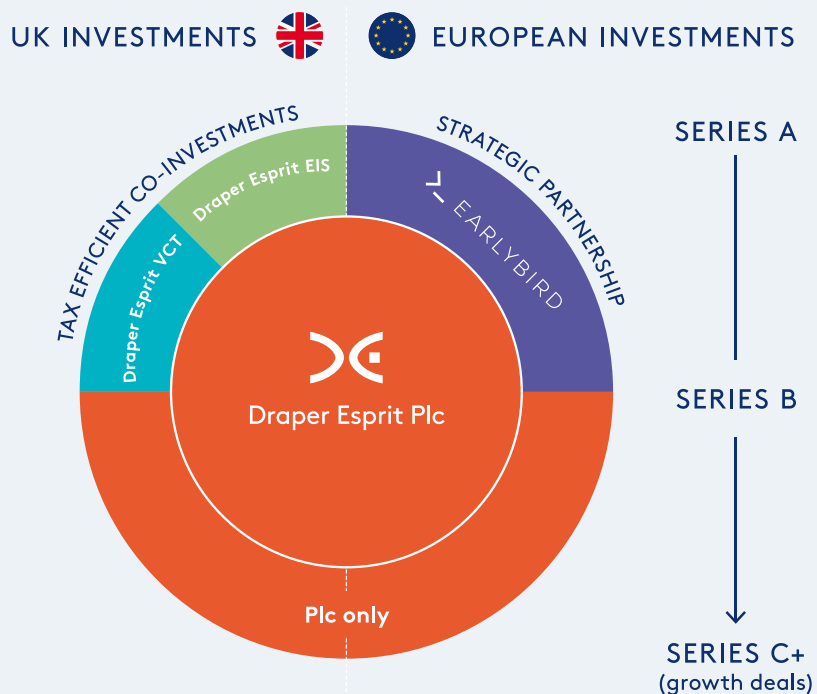 UK INVESTMENTS
EUROPEAN INVESTMENTS
TAX EFFICIENT CO-INVESTMENTS
STRATEGIC PARTNERSHIP
Draper Esprit EIS
Draper Esprit VCT
EARLYBIRD
Draper Esprit Plc
Plc only
SERIES A
SERIES B
SERIES C+
(growth deals)